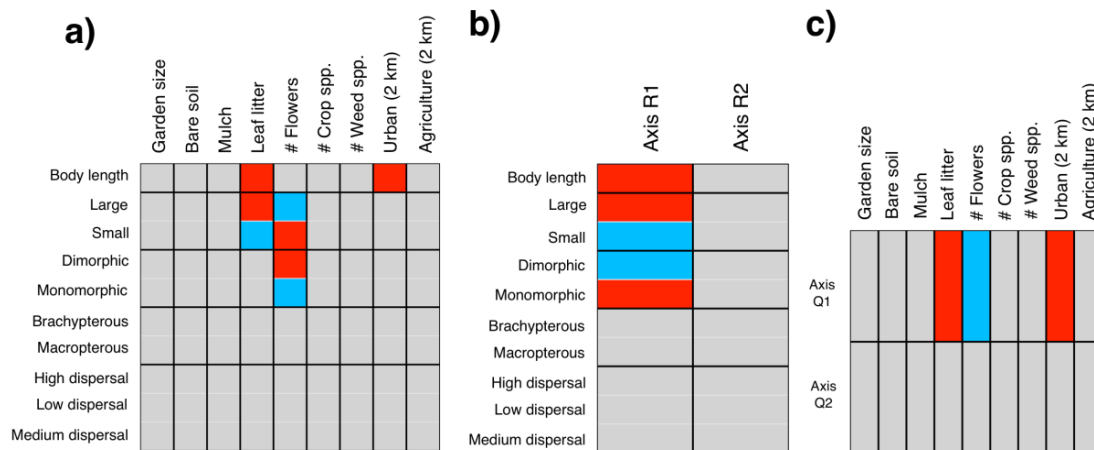 a)
Garden size
Bare soil
Mulch
Leaf litter
# Flowers
# Crop spp.
# Weed spp.
Urban (2 km)
Agriculture (2 km)
Body length
Large
Small
Dimorphic
Monomorphic
Brachypterous
Macropterous
High dispersal
Low dispersal
Medium dispersal
b)
Axis R1
Axis R2
Body length
Large
Small
Dimorphic
Monomorphic
Brachypterous
Macropterous
High dispersal
Low dispersal
Medium dispersal
c)
Garden size
Bare soil
Mulch
Leaf litter
# Flowers
# Crop spp.
# Weed spp.
Urban (2 km)
Agriculture (2 km)
Axis
Q1
Axis
Q2